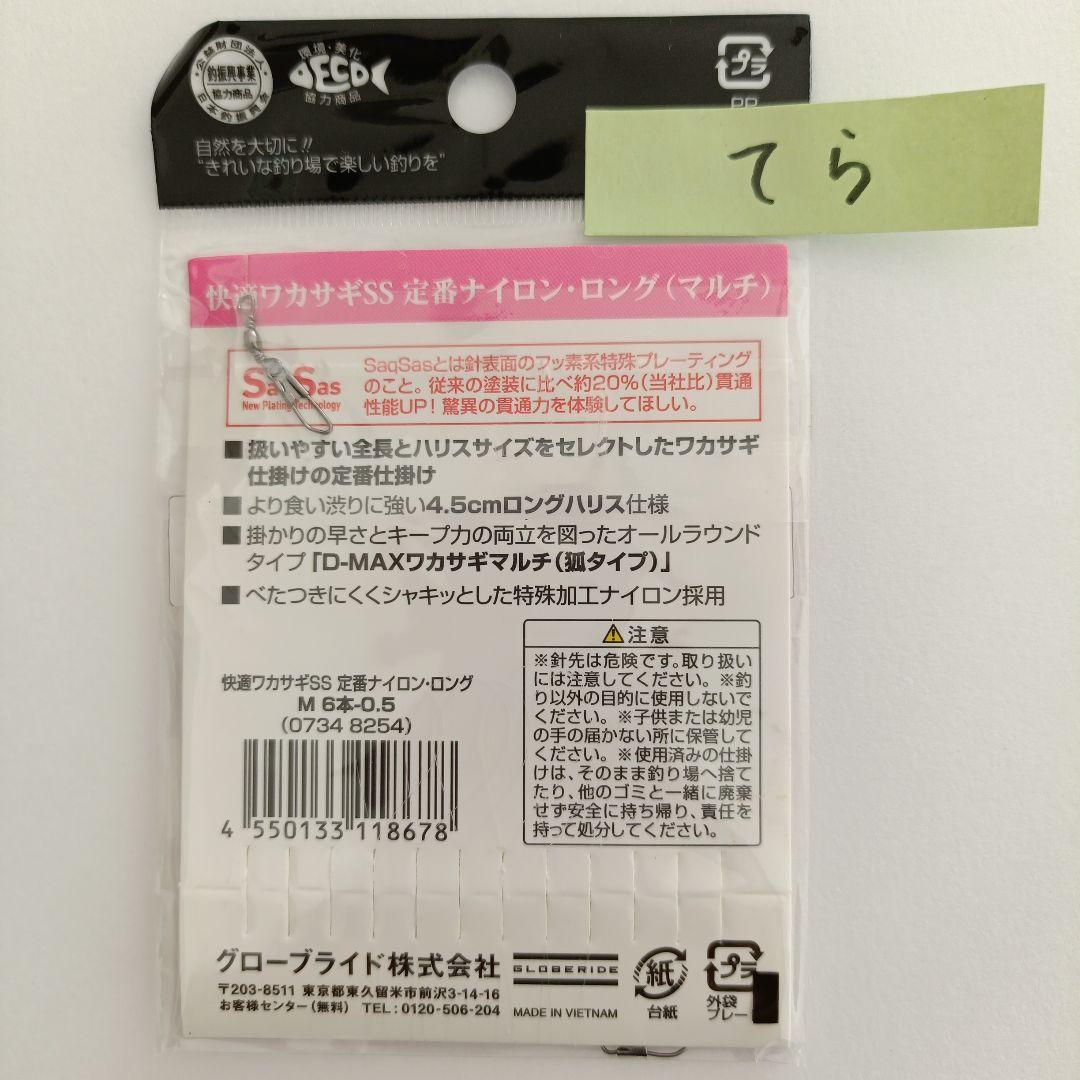 公益財団法人
釣振興事業
協力商品
日本釣振興会
環境・美化
ECO
協力商品
プラ
自然を大切に!!
"きれいな釣り場で楽しい釣りを"
てら
快適ワカサギSS 定番ナイロン・ロング(マルチ)
SaqSas
New Plating Technology
SaqSasとは針表面のフッ素系特殊プレーティング
のこと。従来の塗装に比べ約20%(当社比)貫通
性能UP!驚異の貫通力を体験してほしい。
■扱いやすい全長とハリスサイズをセレクトしたワカサギ
仕掛けの定番仕掛け
■より食い渋りに強い4.5cmロングハリス仕様
■掛かりの早さとキープ力の両立を図ったオールラウンド
タイプ「D-MAXワカサギマルチ(狐タイプ)」
■べたつきにくくシャキッとした特殊加工ナイロン採用
注意
※針先は危険です。取り扱い
には注意してください。※釣
り以外の目的に使用しないで
ください。※子供または幼児
の手の届かない所に保管して
ください。※使用済みの仕掛
けは、そのまま釣り場へ捨て
たり、他のゴミと一緒に廃棄
せず安全に持ち帰り、責任を
持って処分してください。
快適ワカサギSS 定番ナイロン・ロング
M 6本-0.5
(0734 8254)
4 550133 118678
グローブライド株式会社
〒203-8511 東京都東久留米市前沢3-14-16
お客様センター(無料) TEL:0120-506-204
GLOBERIDE
MADE IN VIETNAM
紙
台紙
プラ
外袋
プレー